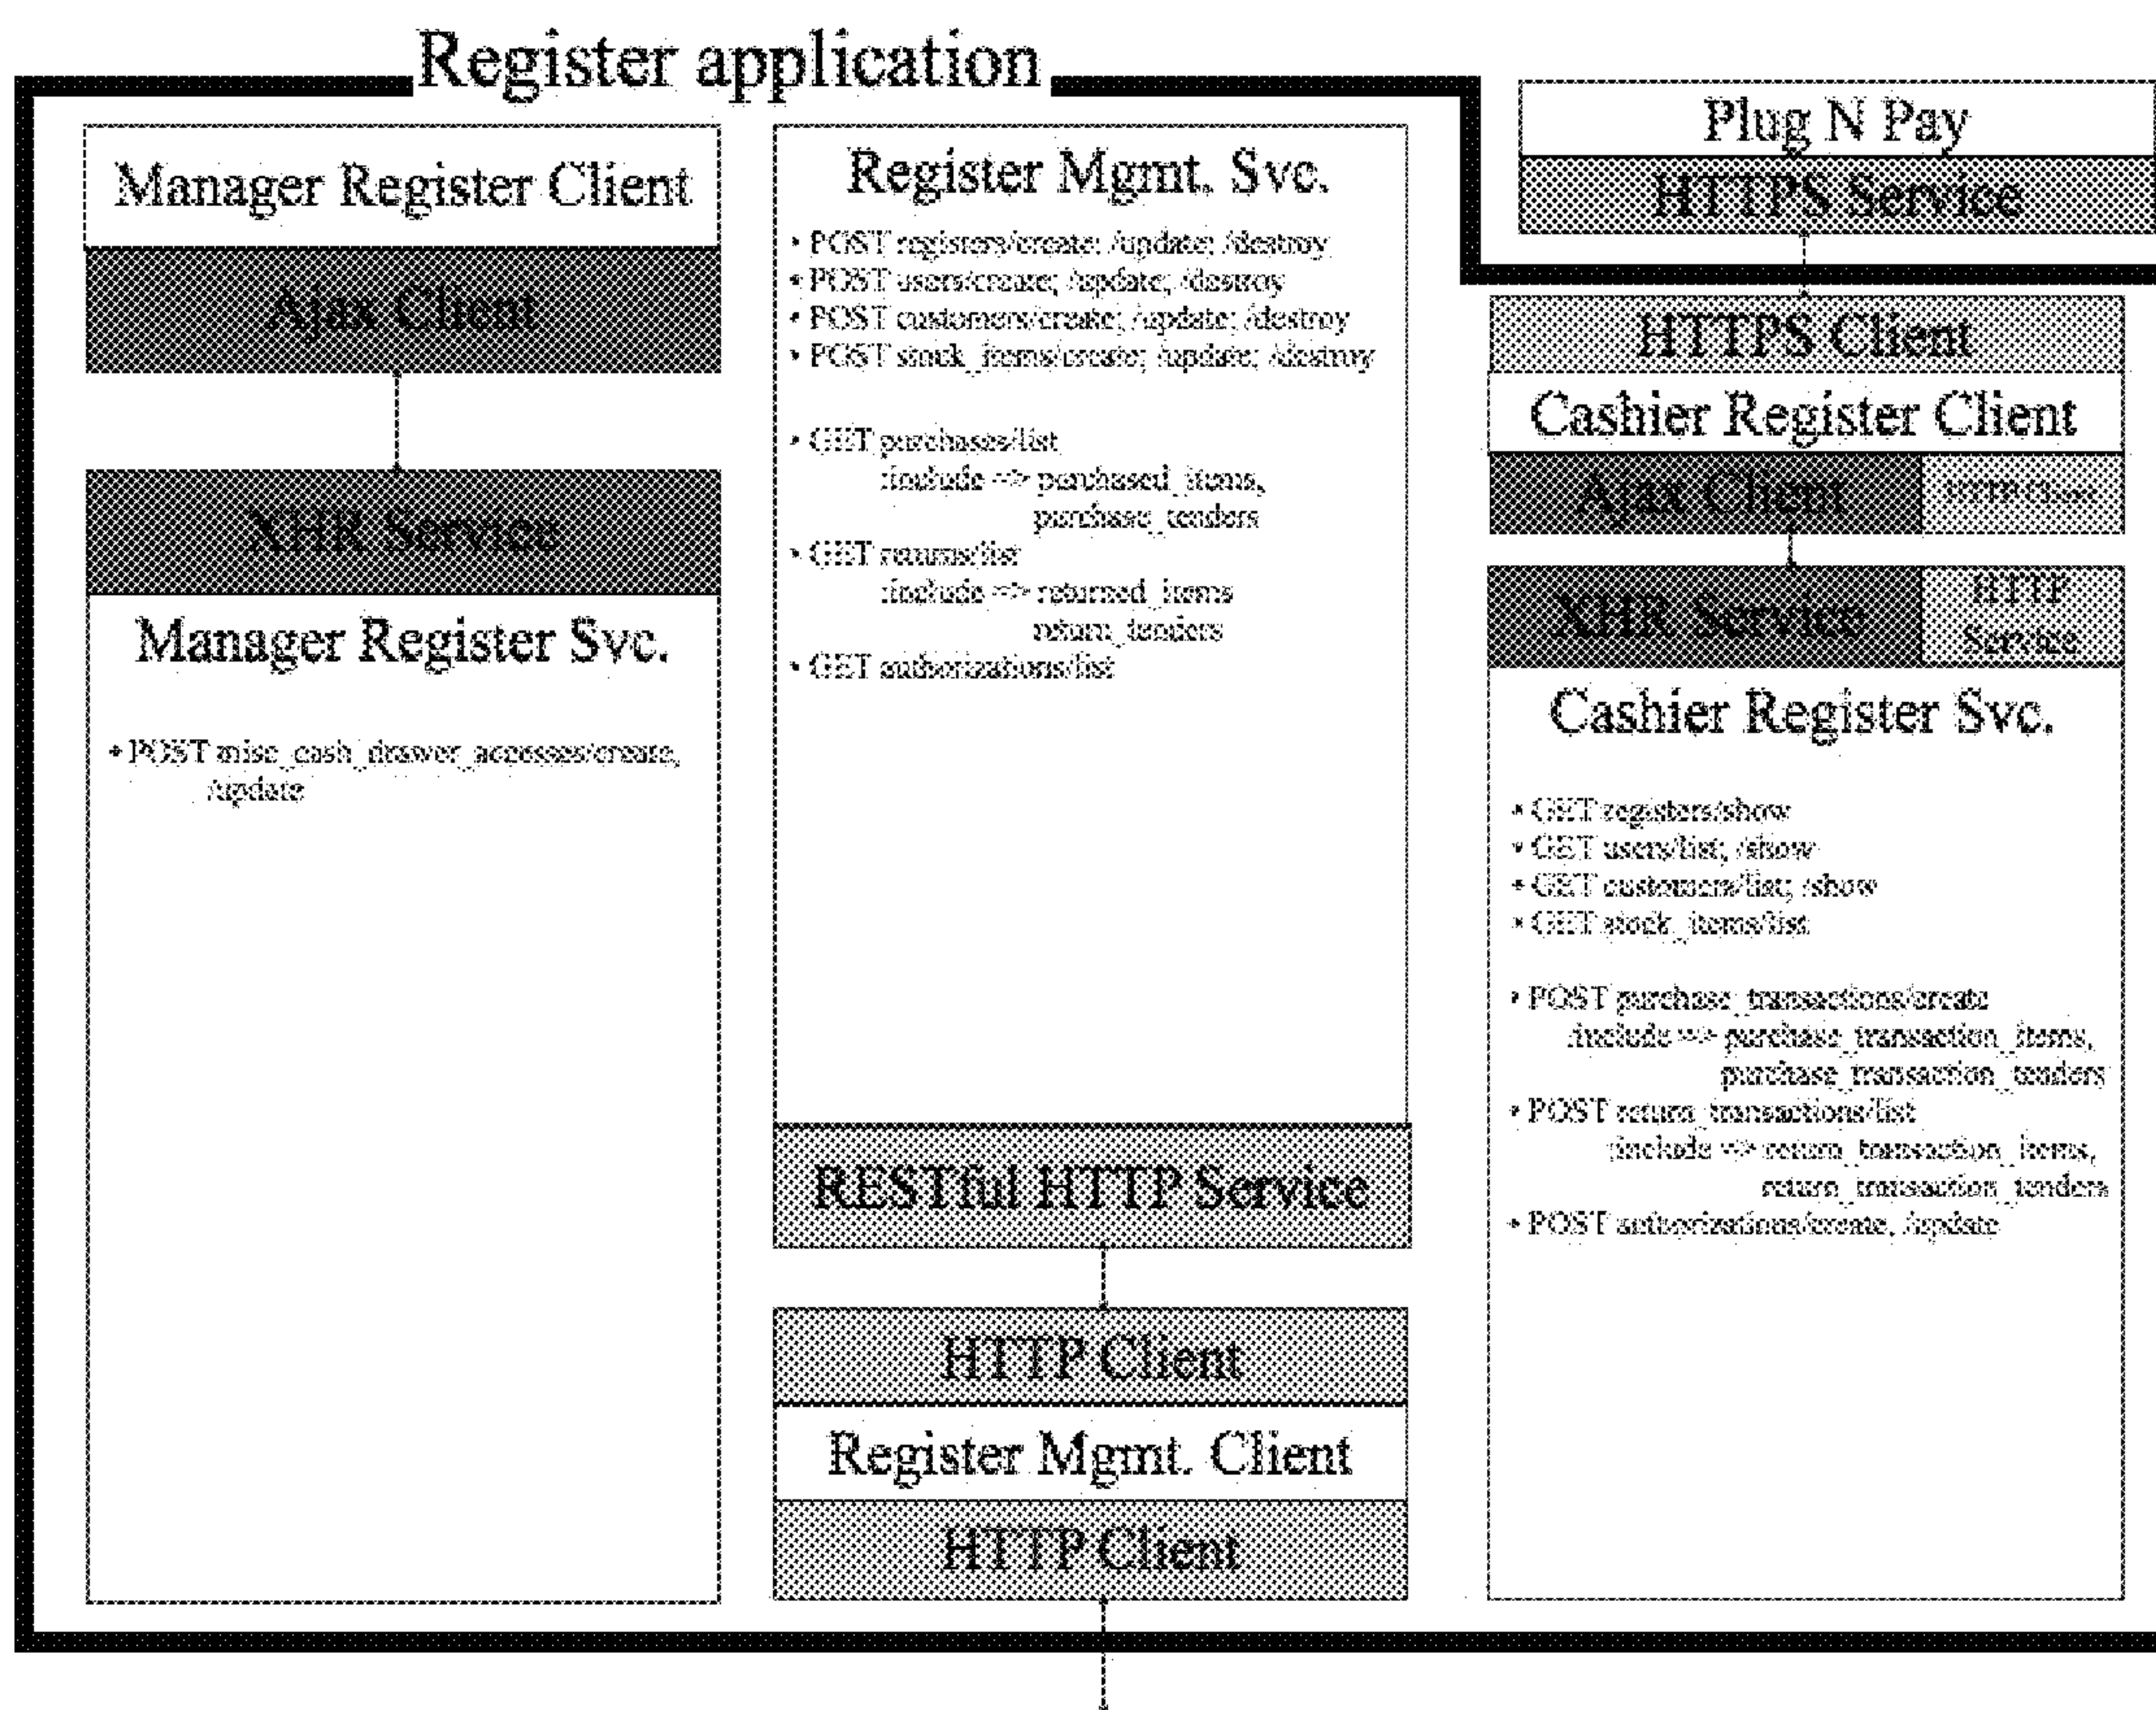 Register application
Manager Register Client
Ajax Client
XHR Service
Manager Register Svc.
• POST misc_cash_drawer_accesses/create,
/update
Register Mgmt. Svc.
• POST registers/create; /update; /destroy
• POST users/create; /update; /destroy
• POST customers/create; /update; /destroy
• POST stock_items/create; /update; /destroy
• GET purchases/list
:include => purchased_items,
purchase_tenders
• GET returns/list
:include => returned_items
return_tenders
• GET authorizations/list
RESTful HTTP Service
HTTP Client
Register Mgmt. Client
HTTP Client
Plug N Pay
HTTPS Service
HTTPS Client
Cashier Register Client
Ajax Client
HTTP Client
XHR Service
HTTP
Service
Cashier Register Svc.
• GET registers/show
• GET users/list; /show
• GET customers/list; /show
• GET stock_items/list
• POST purchase_transactions/create
:include => purchase_transaction_items,
purchase_transaction_tenders
• POST return_transactions/list
:include => return_transaction_items,
return_transaction_tenders
• POST authorizations/create, /update